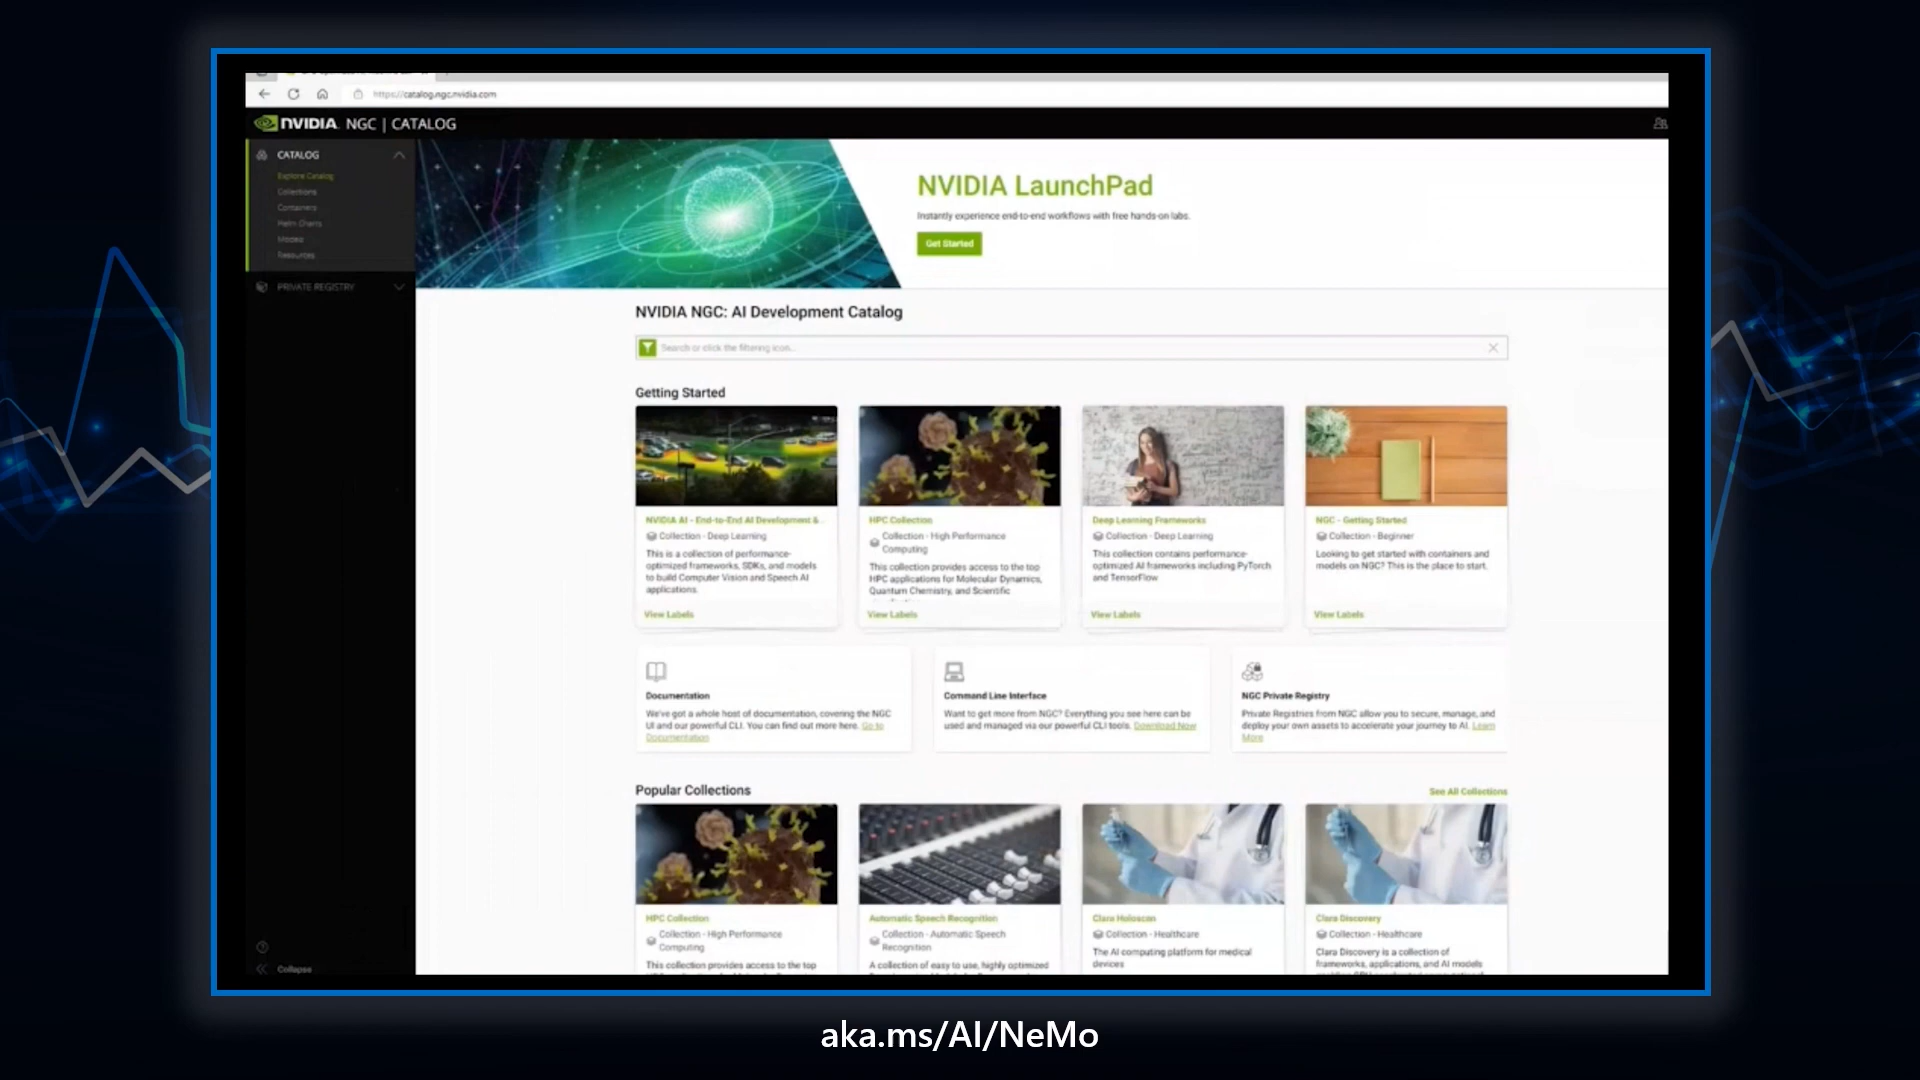 https://catalog.ngc.nvidia.com
NVIDIA. NGC | CATALOG
CATALOG
Explore Catalog
Collections
Containers
Helm Charts
Models
Resources
PRIVATE REGISTRY
NVIDIA LaunchPad
Instantly experience end-to-end workflows with free hands-on labs.
Get Started
NVIDIA NGC: AI Development Catalog
Search or click the filtering icon...
Getting Started
NVIDIA AI - End-to-End AI Development &...
Collection - Deep Learning
This is a collection of performance-
optimized frameworks, SDKs, and models
to build Computer Vision and Speech AI
applications.
View Labels
HPC Collection
Collection - High Performance
Computing
This collection provides access to the top
HPC applications for Molecular Dynamics,
Quantum Chemistry, and Scientific
View Labels
Deep Learning Frameworks
Collection - Deep Learning
This collection contains performance-
optimized AI frameworks including PyTorch
and TensorFlow
View Labels
NGC - Getting Started
Collection - Beginner
Looking to get started with containers and
models on NGC? This is the place to start.
View Labels
Documentation
We've got a whole host of documentation, covering the NGC
UI and our powerful CLI. You can find out more here. Go to
Documentation
Command Line Interface
Want to get more from NGC? Everything you see here can be
used and managed via our powerful CLI tools. Download Now
NGC Private Registry
Private Registries from NGC allow you to secure, manage, and
deploy your own assets to accelerate your journey to AI. Learn
More
Popular Collections
See All Collections
HPC Collection
Collection - High Performance
Computing
This collection provides access to the top
Automatic Speech Recognition
Collection - Automatic Speech
Recognition
A collection of easy to use, highly optimized
Clara Holoscan
Collection - Healthcare
The AI computing platform for medical
devices
Clara Discovery
Collection - Healthcare
Clara Discovery is a collection of
frameworks, applications, and AI models
Collapse
aka.ms/AI/NeMo